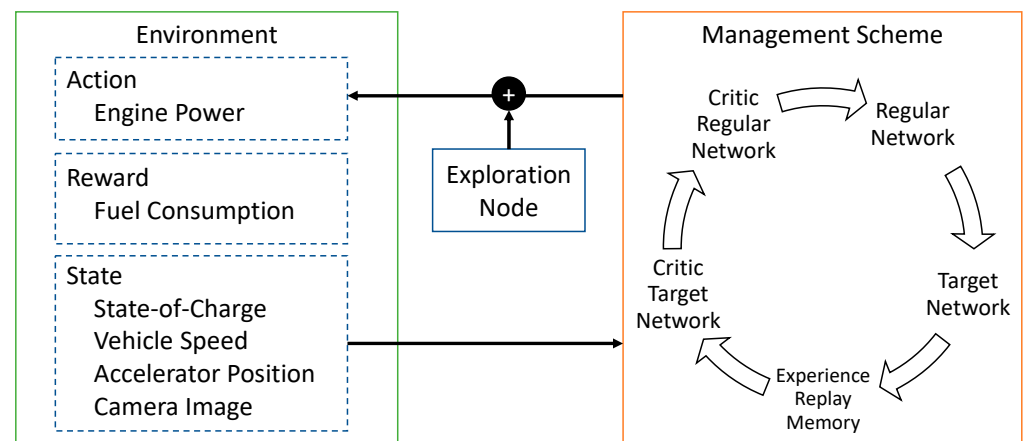 Environment
Action
Engine Power
Reward
Fuel Consumption
State
State-of-Charge
Vehicle Speed
Accelerator Position
Camera Image
+
Exploration
Node
Management Scheme
Critic
Regular
Network
Regular
Network
Target
Network
Experience
Replay
Memory
Critic
Target
Network